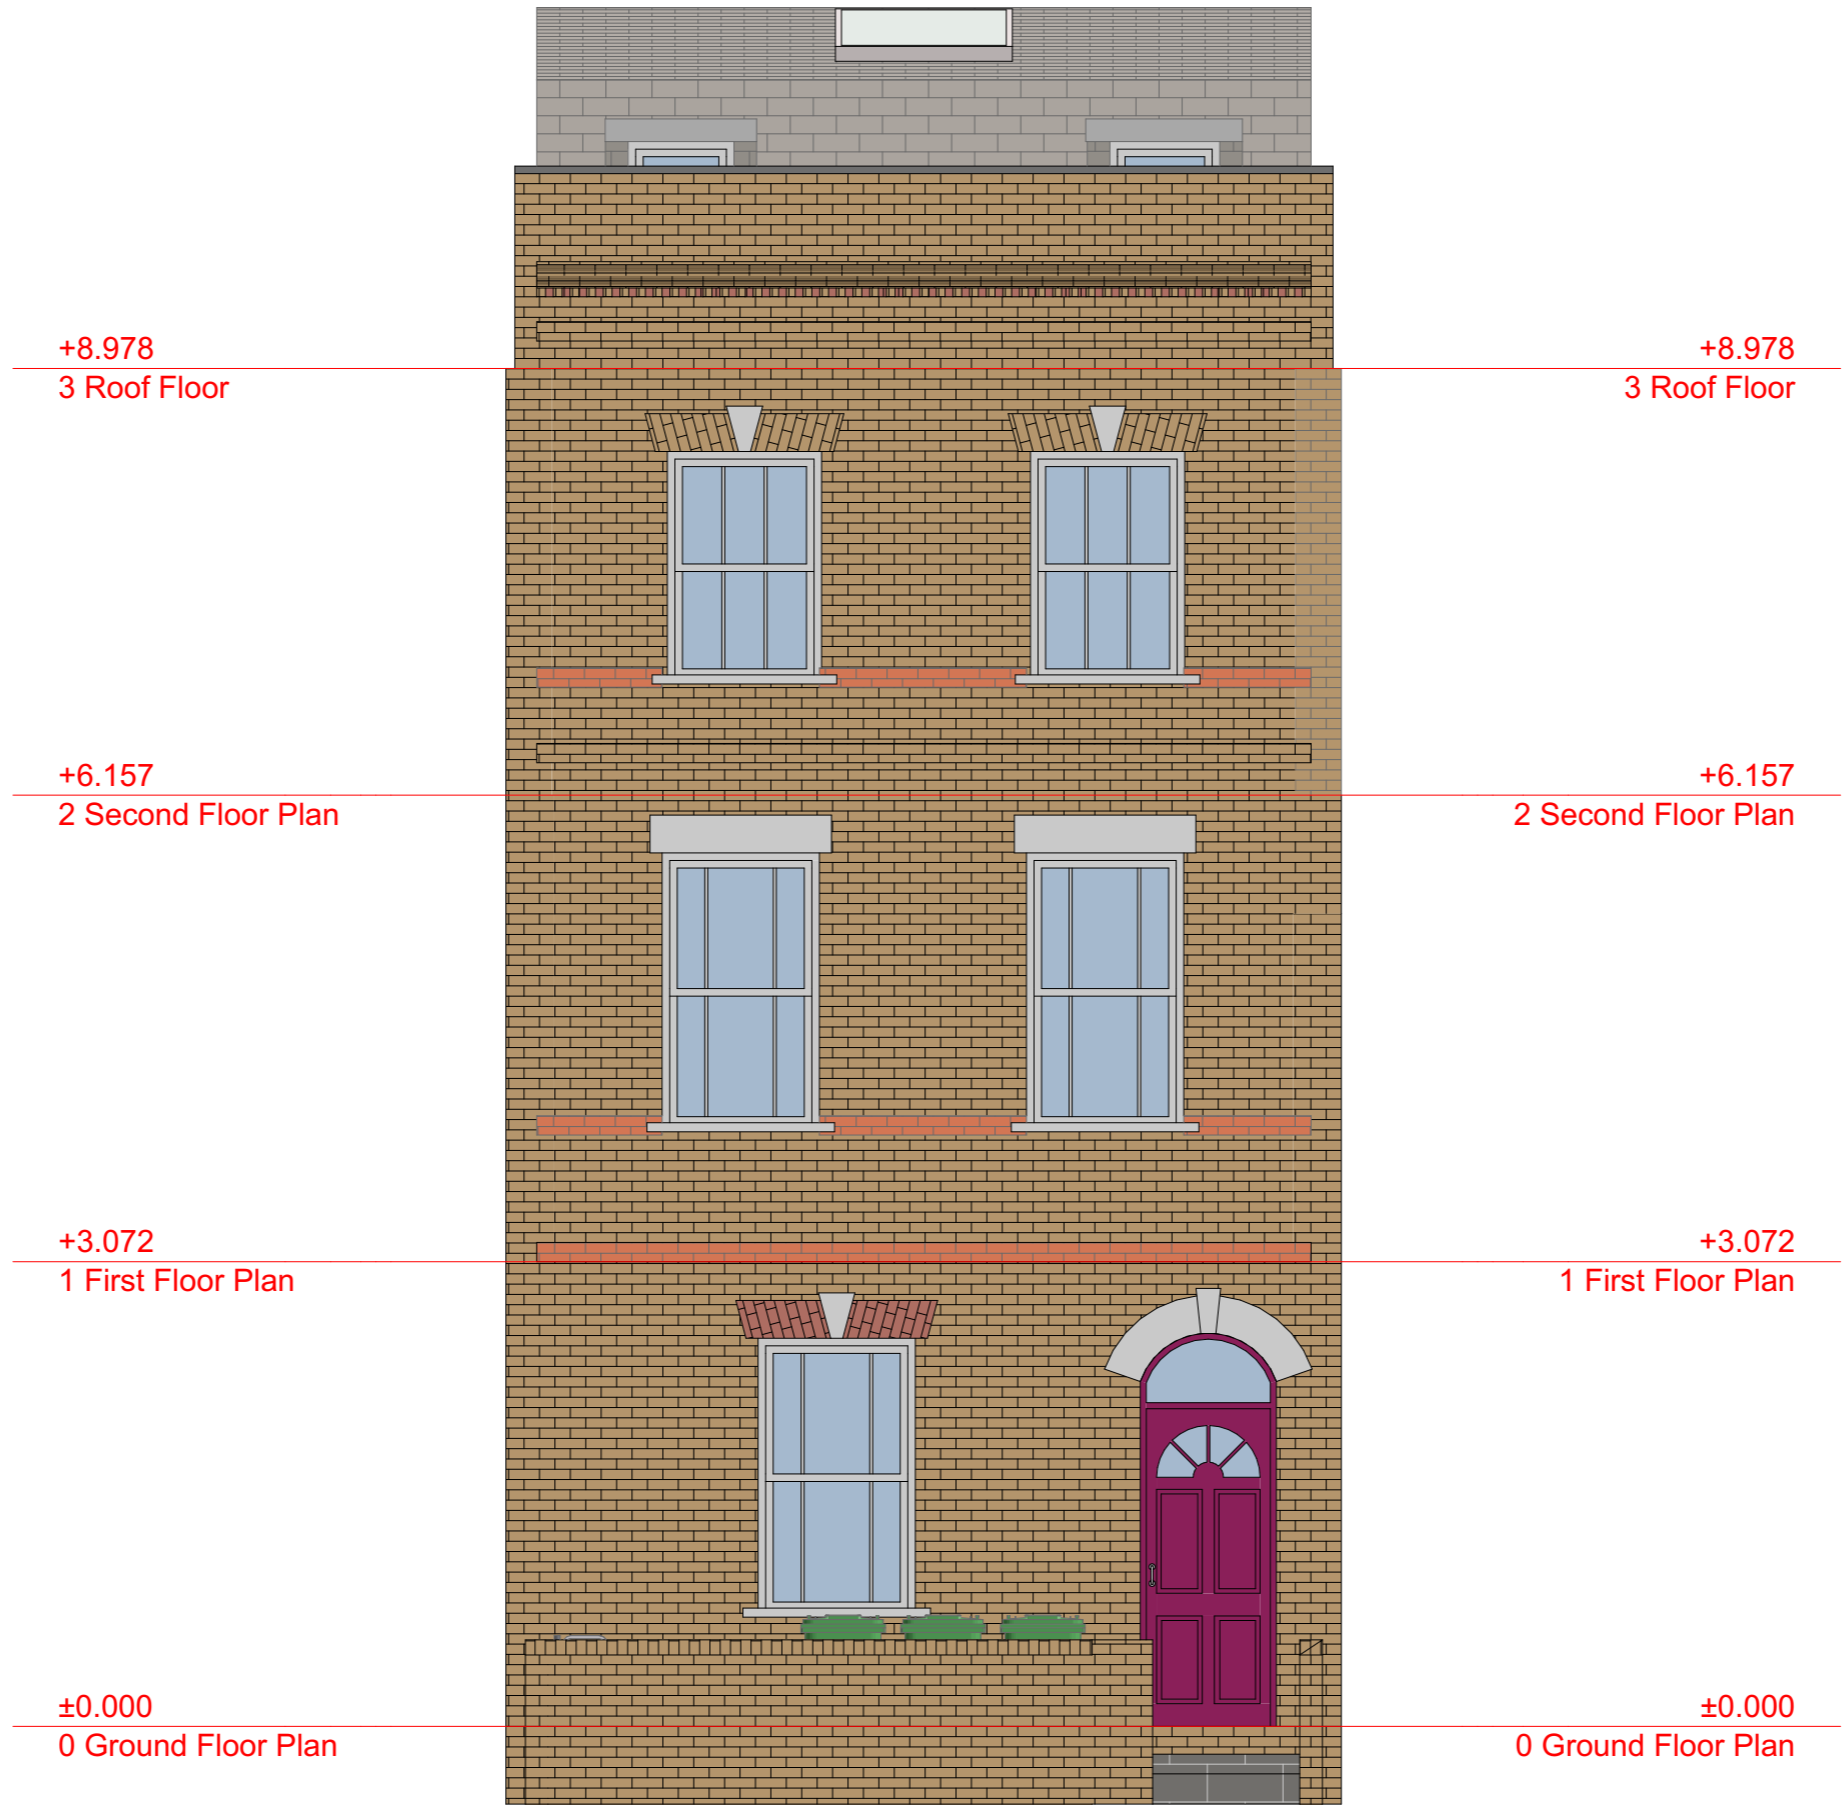 +8.978
+8.978
3 Roof Floor
3 Roof Floor
+6.157
+6.157
2 Second Floor Plan
2 Second Floor Plan
+3.072
+3.072
1 First Floor Plan
1 First Floor Plan
±0.000
±0.000
0 Ground Floor Plan
0 Ground Floor Plan